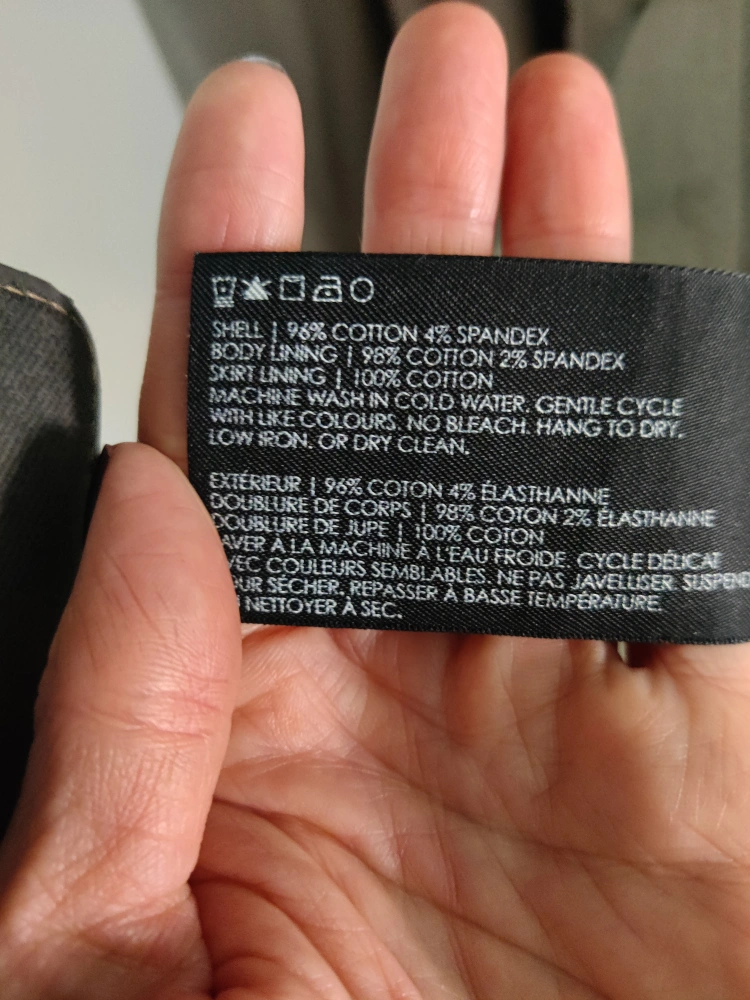 SHELL | 96% COTTON 4% SPANDEX
BODY LINING | 98% COTTON 2% SPANDEX
SKIRT LINING | 100% COTTON
MACHINE WASH IN COLD WATER. GENTLE CYCLE
WITH LIKE COLOURS. NO BLEACH. HANG TO DRY.
LOW IRON. OR DRY CLEAN.
EXTÉRIEUR | 96% COTON 4% ÉLASTHANNE
DOUBLURE DE CORPS | 98% COTON 2% ÉLASTHANNE
DOUBLURE DE JUPE | 100% COTON
AVER À LA MACHINE À L'EAU FROIDE. CYCLE DÉLICAT
VEC COULEURS SEMBLABLES. NE PAS JAVELLISER. SUSPEND
UR SÉCHER. REPASSER À BASSE TEMPÉRATURE.
NETTOYER À SEC.